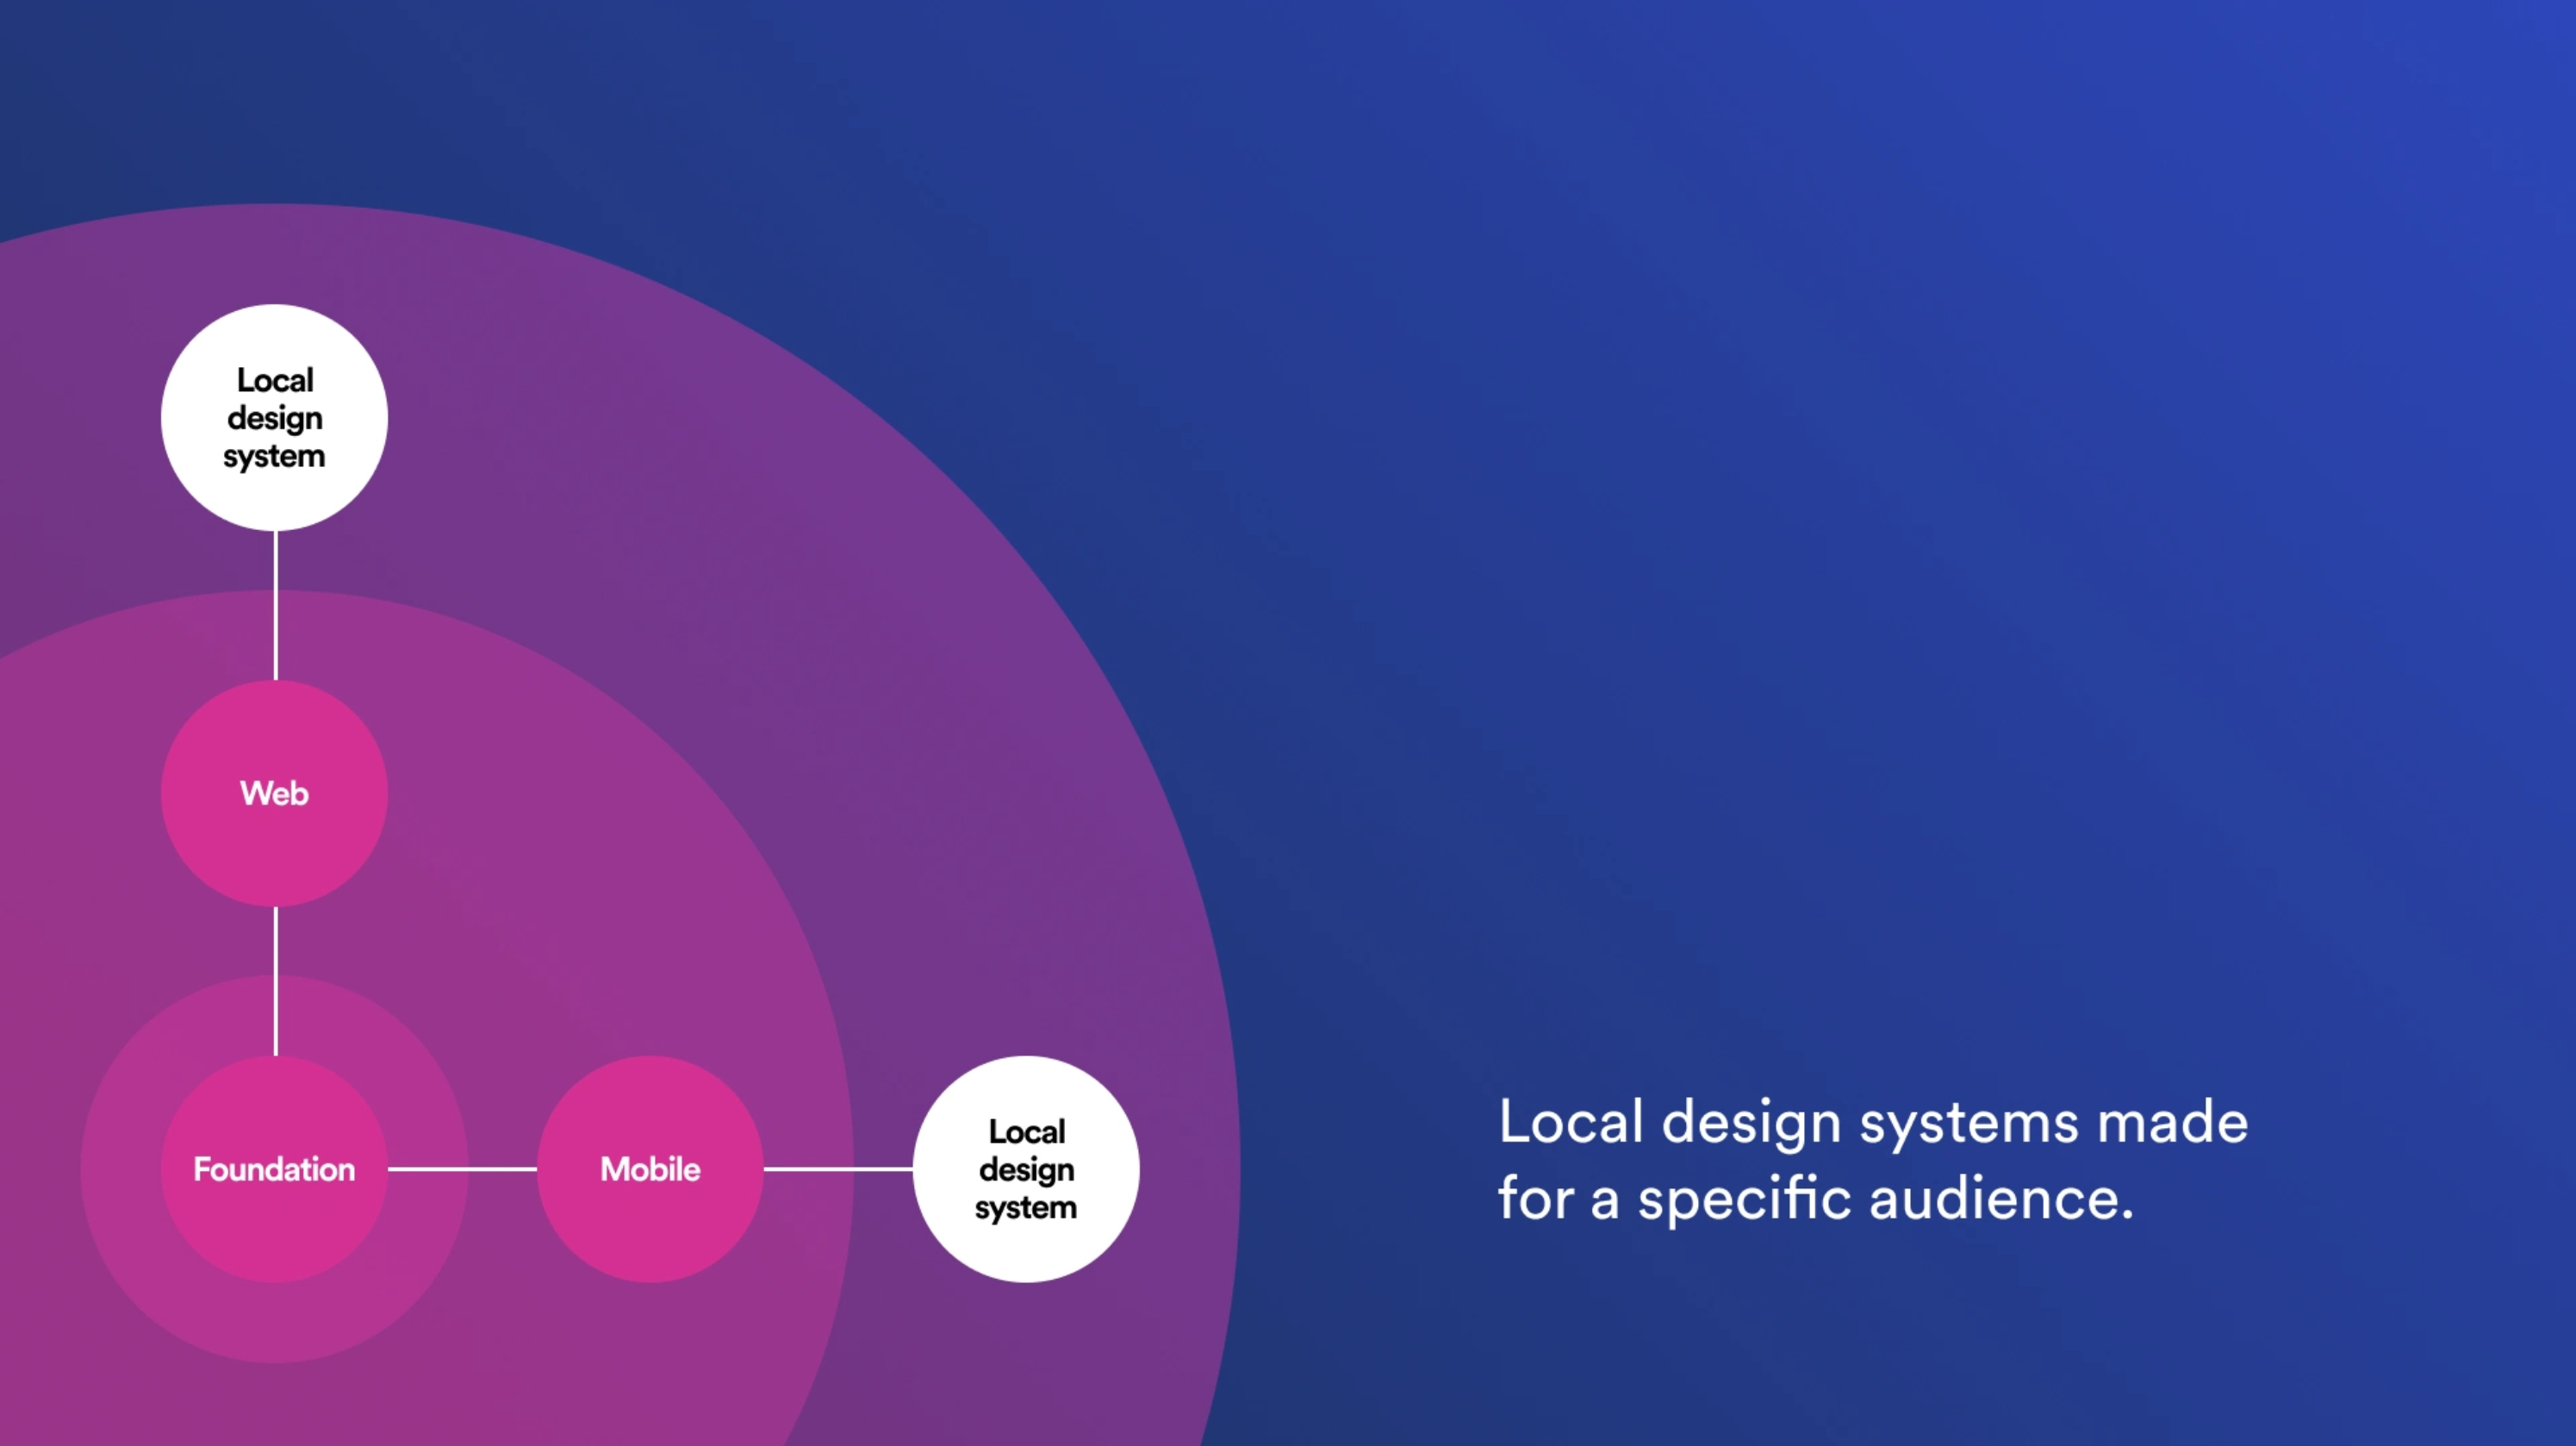 Local
design
system
Web
Foundation
Mobile
Local
design
system
Local design systems made
for a specific audience.